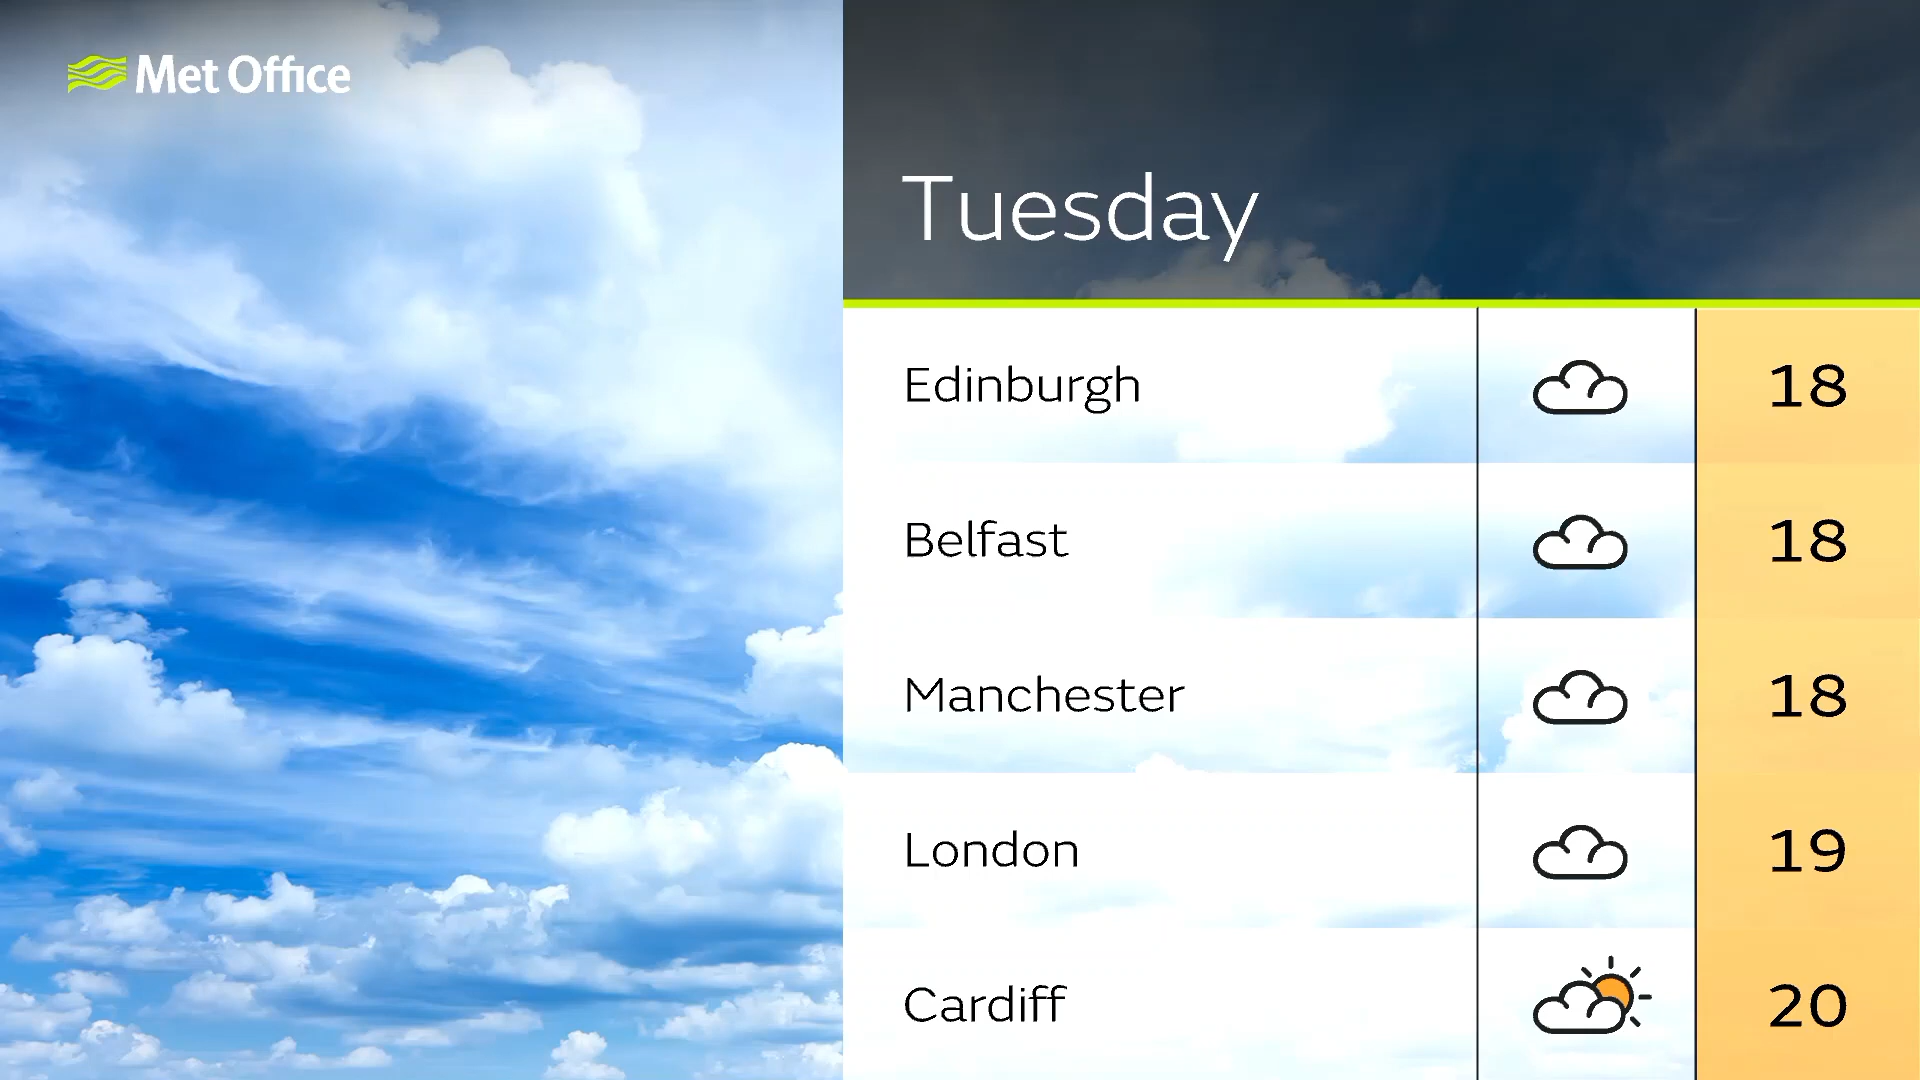 Met Office
Tuesday
Edinburgh 18
Belfast 18
Manchester 18
London 19
Cardiff 20